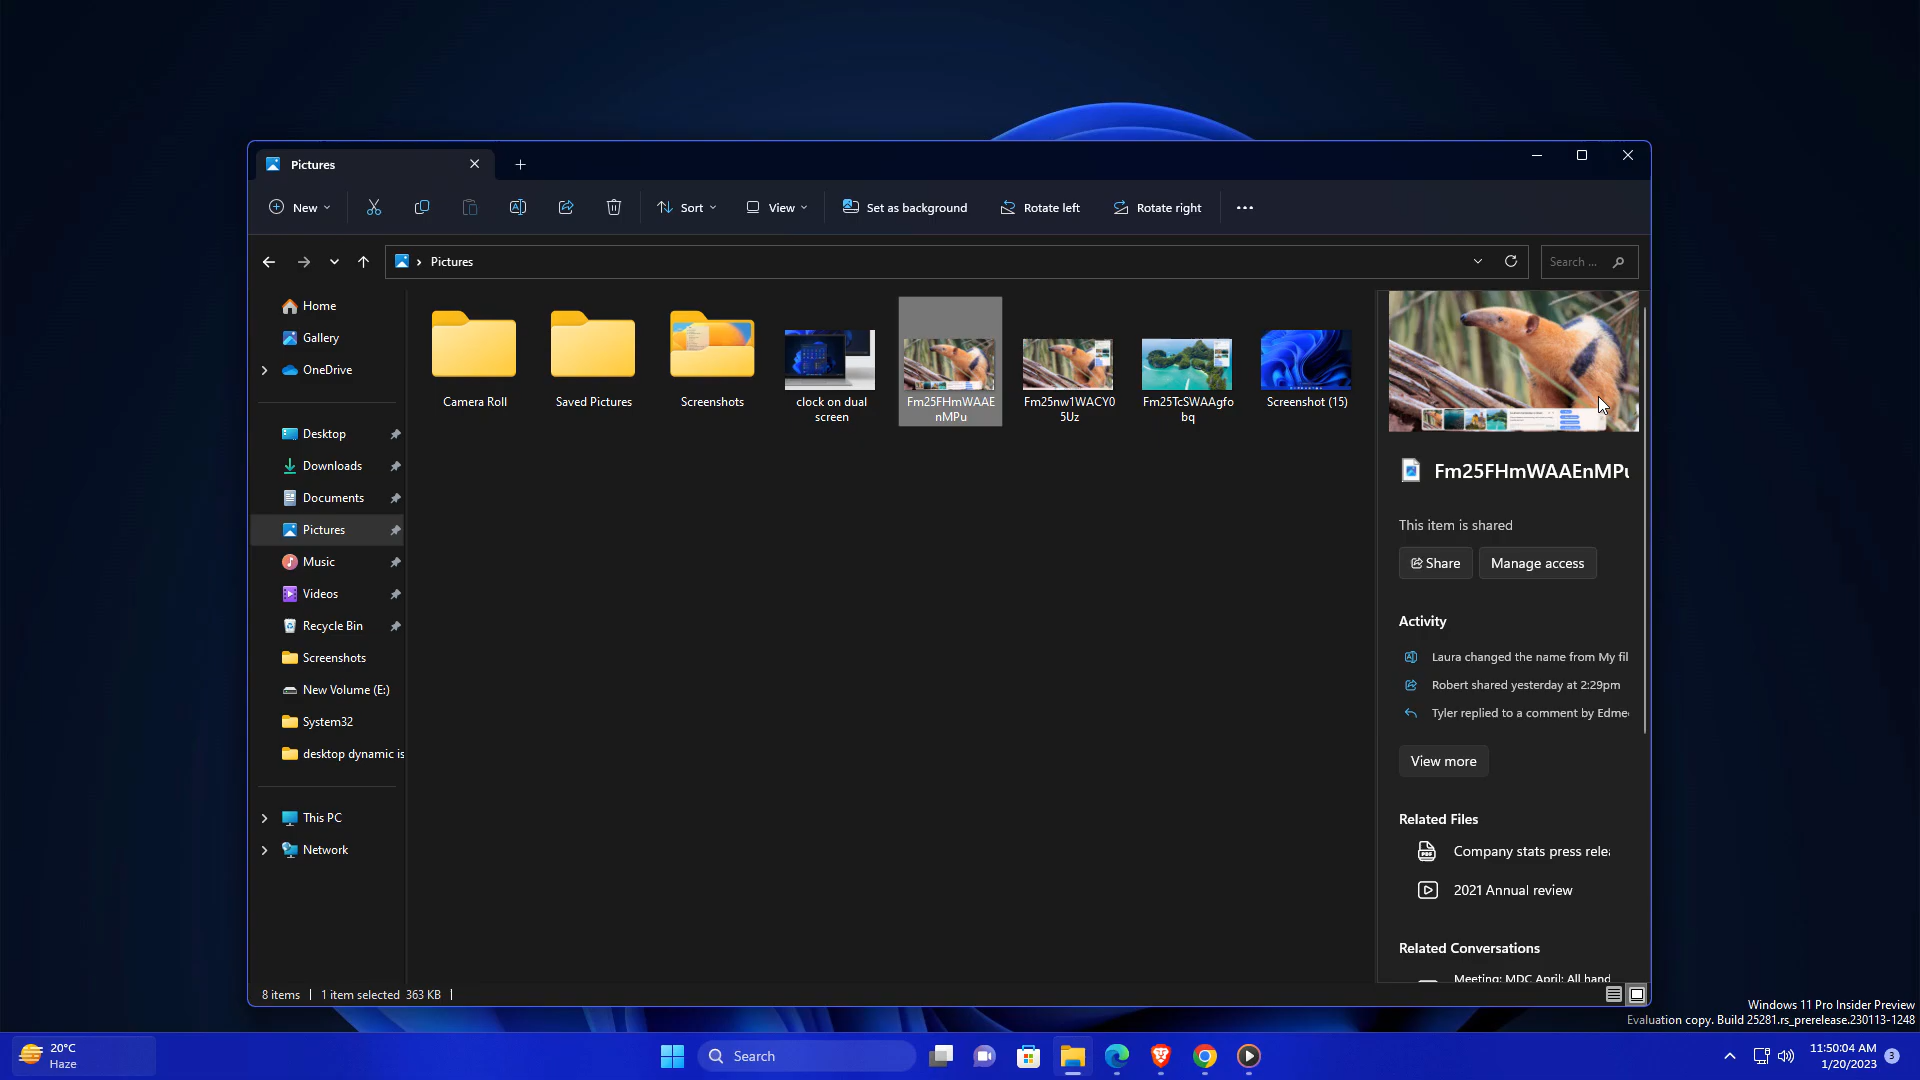 Pictures
New
Sort
View
Set as background
Rotate left
Rotate right
Pictures
Search ...
Home
Gallery
OneDrive
Desktop
Downloads
Documents
Pictures
Music
Videos
Recycle Bin
Screenshots
New Volume (E:)
System32
desktop dynamic is
This PC
Network
Camera Roll
Saved Pictures
Screenshots
clock on dual
screen
Fm25FHmWAAE
nMPu
Fm25nw1WACY0
5Uz
Fm25TcSWAAgfo
bq
Screenshot (15)
Fm25FHmWAAEnMPu
This item is shared
Share
Manage access
Activity
Laura changed the name from My fil
Robert shared yesterday at 2:29pm
Tyler replied to a comment by Edme
View more
Related Files
Company stats press rele
2021 Annual review
Related Conversations
Meeting: MDC April: All hand
8 items
1 item selected 363 KB
Windows 11 Pro Insider Preview
Evaluation copy. Build 25281.rs_prerelease.230113-1248
20°C
Haze
Search
11:50:04 AM
1/20/2023
3